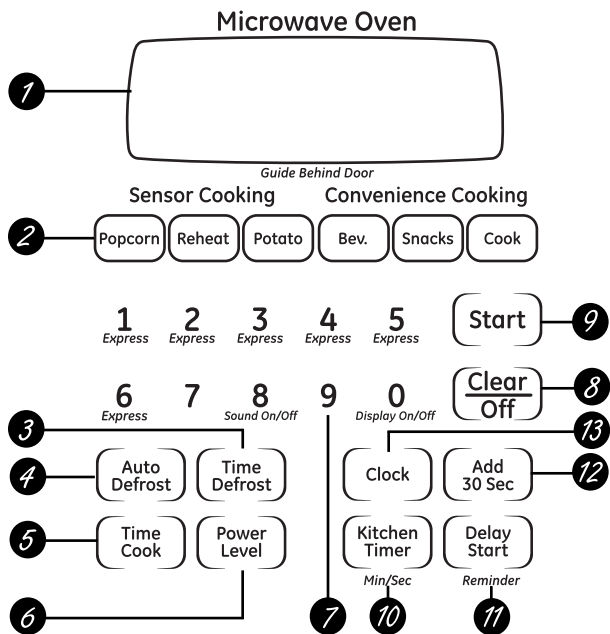 Microwave Oven
1
Guide Behind Door
Sensor Cooking Convenience Cooking
2 Popcorn Reheat Potato Bev. Snacks Cook
1 2 3 4 5 Start 9
Express Express Express Express Express
6 7 8 9 0 Clear Off 8
Express Sound On/Off Display On/Off
3 13
4 Auto Defrost Time Defrost Clock Add 30 Sec 12
5 Time Cook Power Level Kitchen Timer Delay Start
Min/Sec Reminder
6 7 10 11